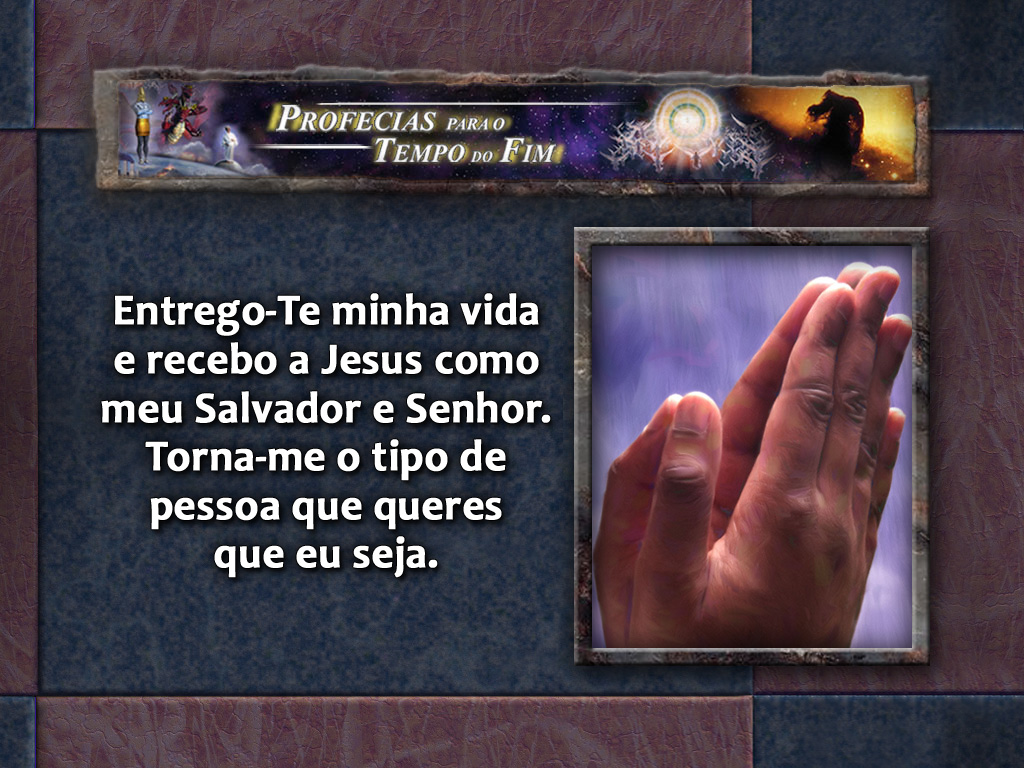 PROFECIAS PARA O
TEMPO DO FIM
Entrego-Te minha vida
e recebo a Jesus como
meu Salvador e Senhor.
Torna-me o tipo de
pessoa que queres
que eu seja.